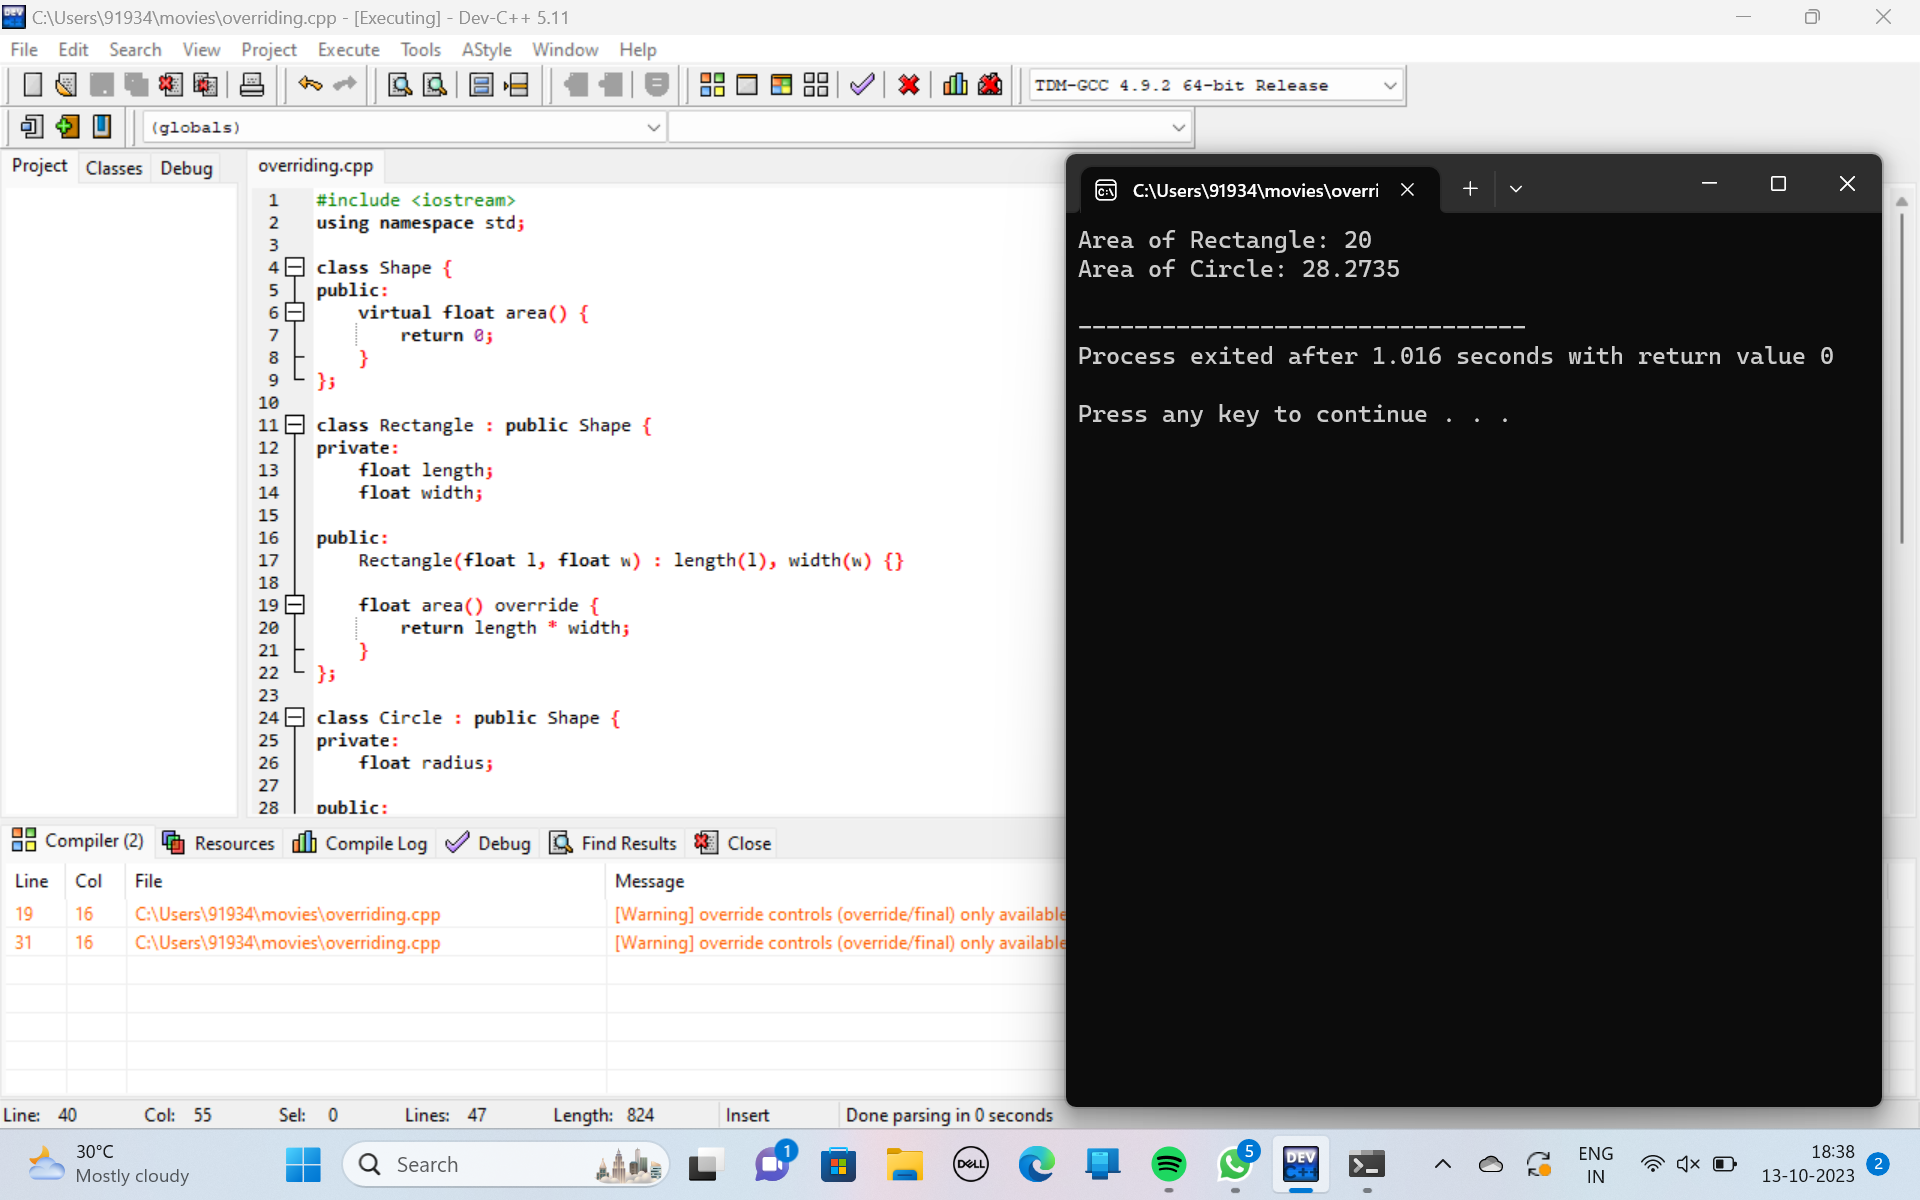 C:\Users\91934\movies\overriding.cpp - [Executing] - Dev-C++ 5.11
File Edit Search View Project Execute Tools AStyle Window Help
TDM-GCC 4.9.2 64-bit Release
(globals)
Project Classes Debug
overriding.cpp
1 #include <iostream>
2 using namespace std;
3
4 class Shape {
5 public:
6     virtual float area() {
7         return 0;
8     }
9 };
10
11 class Rectangle : public Shape {
12 private:
13     float length;
14     float width;
15
16 public:
17     Rectangle(float l, float w) : length(l), width(w) {}
18
19     float area() override {
20         return length * width;
21     }
22 };
23
24 class Circle : public Shape {
25 private:
26     float radius;
27
28 public:
C:\Users\91934\movies\overri
Area of Rectangle: 20
Area of Circle: 28.2735
--------------------------------
Process exited after 1.016 seconds with return value 0
Press any key to continue . . .
Compiler (2) Resources Compile Log Debug Find Results Close
Line Col File Message
19 16 C:\Users\91934\movies\overriding.cpp [Warning] override controls (override/final) only available
31 16 C:\Users\91934\movies\overriding.cpp [Warning] override controls (override/final) only available
Line: 40 Col: 55 Sel: 0 Lines: 47 Length: 824 Insert Done parsing in 0 seconds
30°C
Mostly cloudy
Search
1
DELL
5
DEV
C++
ENG
IN
18:38
13-10-2023
2